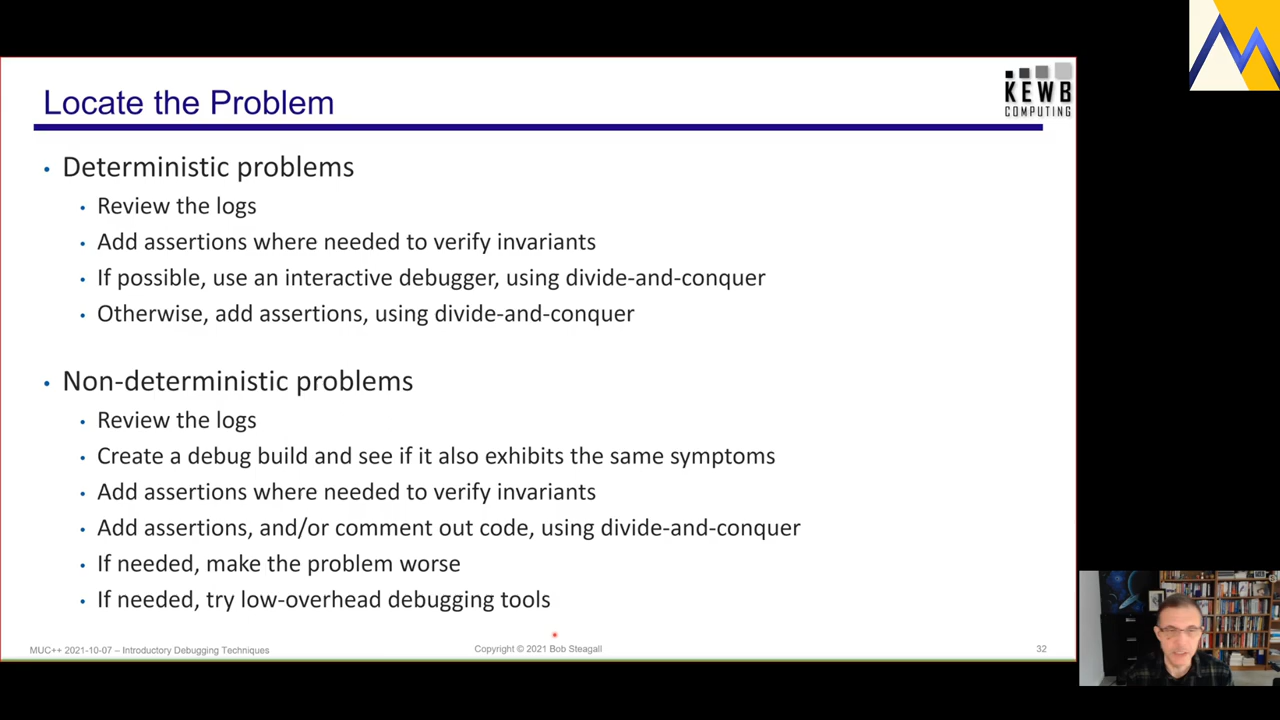 Locate the Problem
KEWB
COMPUTING
• Deterministic problems
• Review the logs
• Add assertions where needed to verify invariants
• If possible, use an interactive debugger, using divide-and-conquer
• Otherwise, add assertions, using divide-and-conquer
• Non-deterministic problems
• Review the logs
• Create a debug build and see if it also exhibits the same symptoms
• Add assertions where needed to verify invariants
• Add assertions, and/or comment out code, using divide-and-conquer
• If needed, make the problem worse
• If needed, try low-overhead debugging tools
MUC++ 2021-10-07 – Introductory Debugging Techniques
Copyright © 2021 Bob Steagall
32